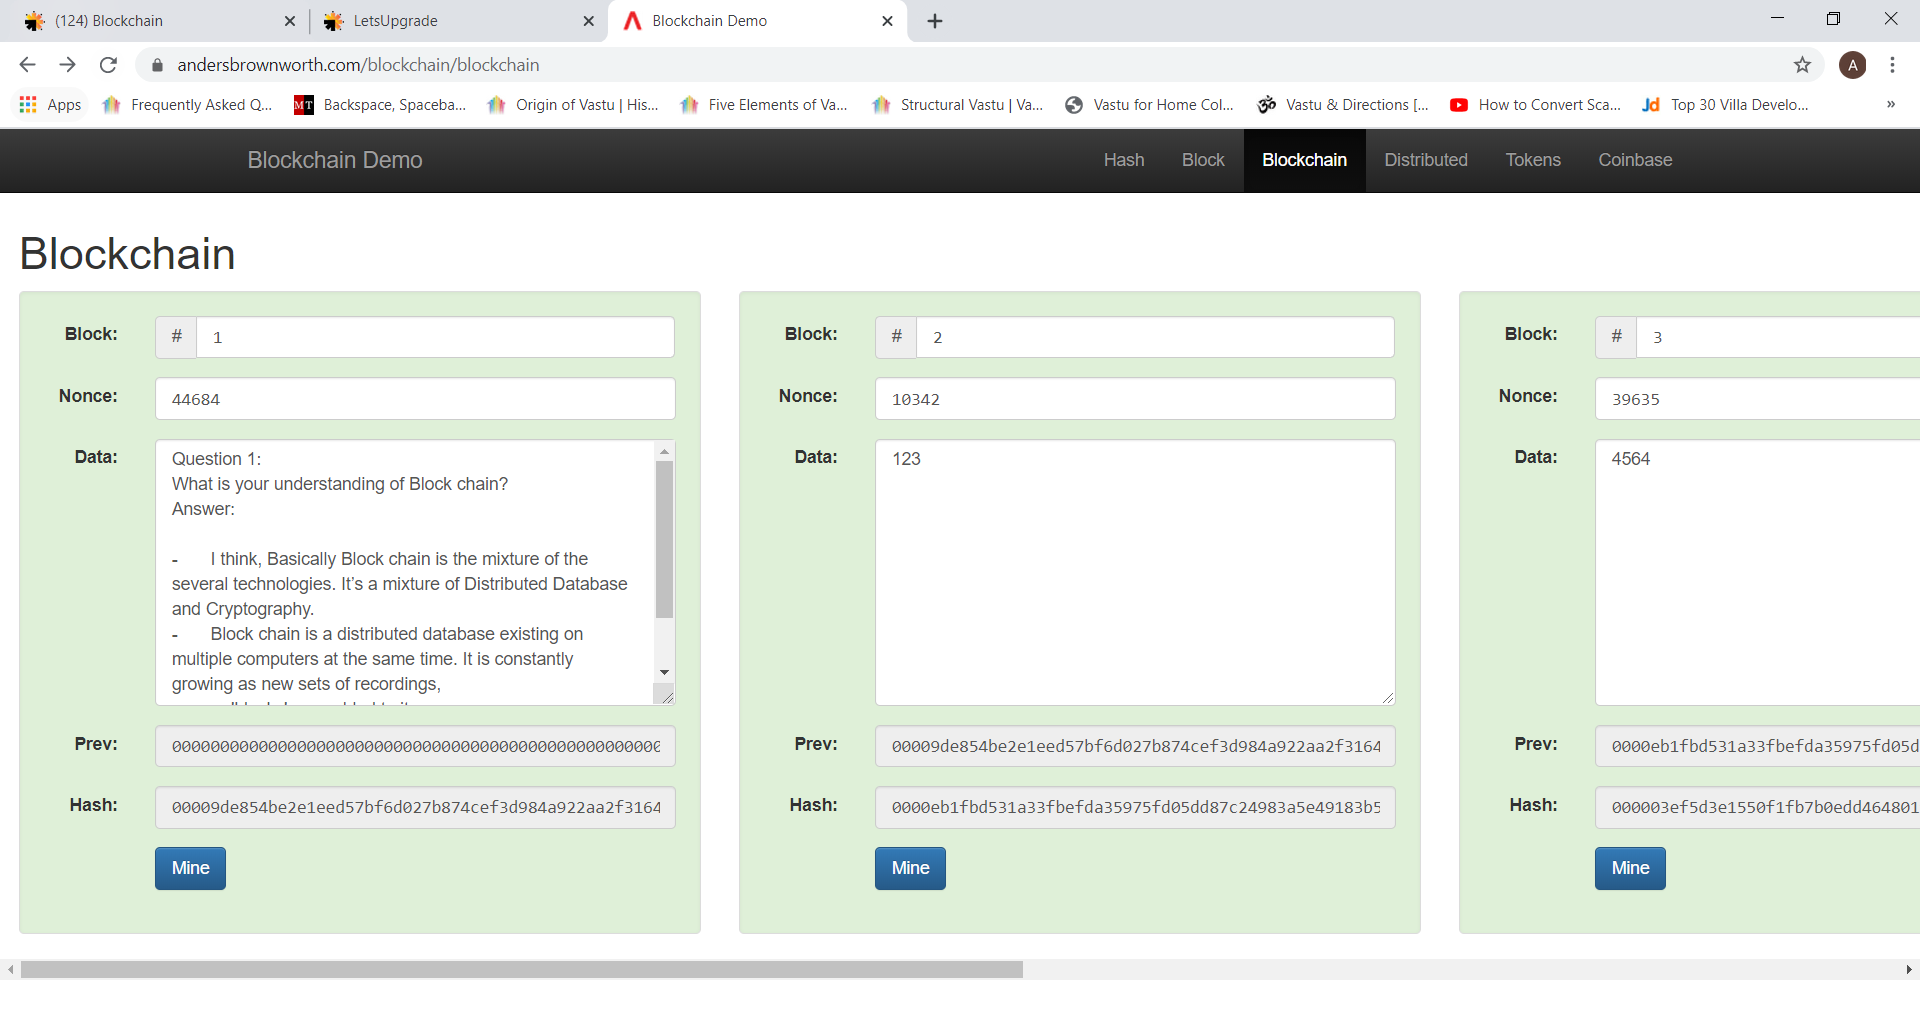 (124) Blockchain
LetsUpgrade
Blockchain Demo
andersbrownworth.com/blockchain/blockchain
A
Apps
Frequently Asked Q...
MT
Backspace, Spaceba...
Origin of Vastu | His...
Five Elements of Va...
Structural Vastu | Va...
Vastu for Home Col...
Vastu & Directions [...
How to Convert Sca...
Jd
Top 30 Villa Develo...
»
Blockchain Demo
Hash
Block
Blockchain
Distributed
Tokens
Coinbase
Blockchain
Block:
# 1
Nonce:
44684
Data:
Question 1:
What is your understanding of Block chain?
Answer:
- I think, Basically Block chain is the mixture of the
several technologies. It’s a mixture of Distributed Database
and Cryptography.
- Block chain is a distributed database existing on
multiple computers at the same time. It is constantly
growing as new sets of recordings,
Prev:
000000000000000000000000000000000000000000000000000000000000
Hash:
00009de854be2e1eed57bf6d027b874cef3d984a922aa2f3164
Mine
Block:
# 2
Nonce:
10342
Data:
123
Prev:
00009de854be2e1eed57bf6d027b874cef3d984a922aa2f3164
Hash:
0000eb1fbd531a33fbefda35975fd05dd87c24983a5e49183b5
Mine
Block:
# 3
Nonce:
39635
Data:
4564
Prev:
0000eb1fbd531a33fbefda35975fd05d
Hash:
000003ef5d3e1550f1fb7b0edd464801
Mine